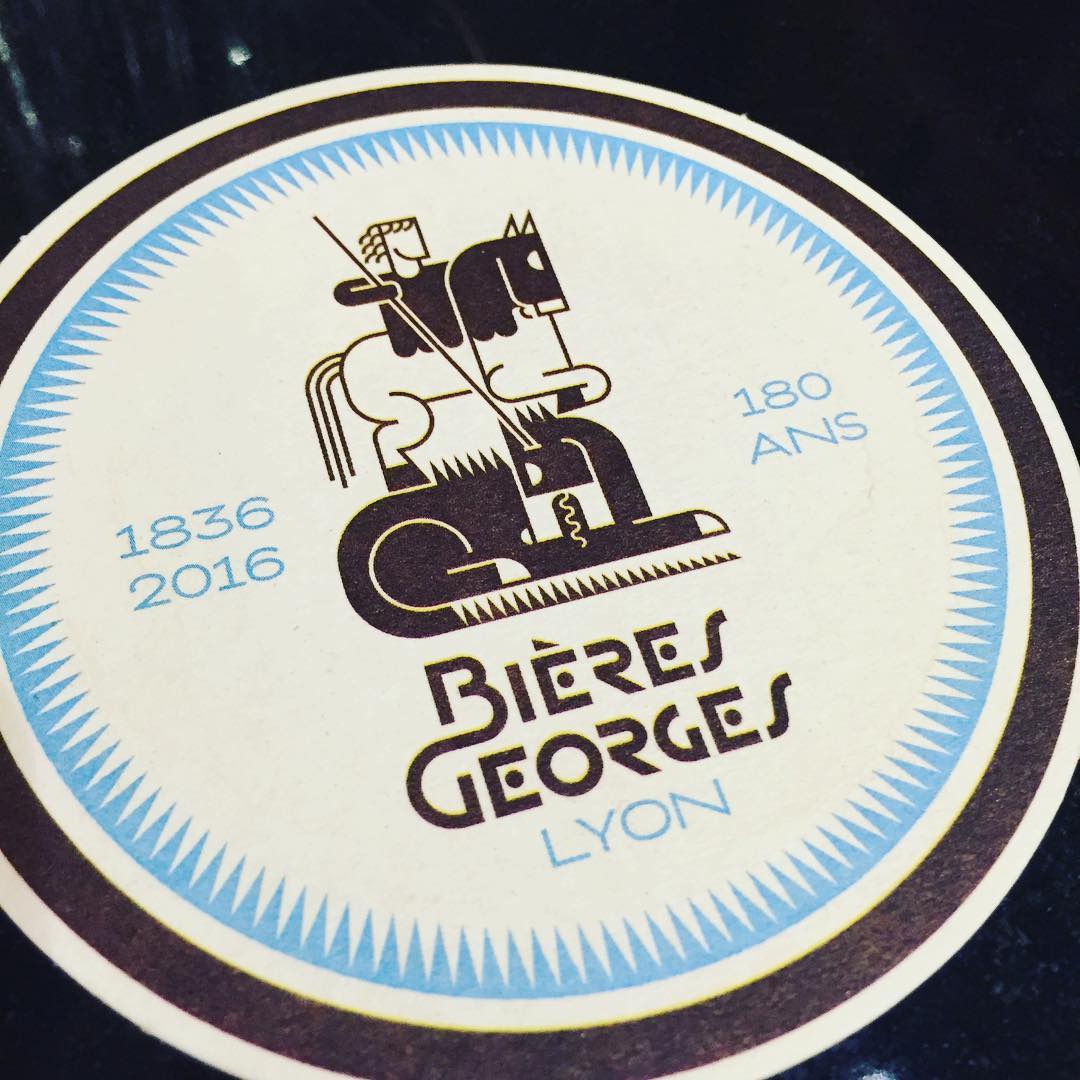 1836
2016
180
ANS
BIÈRES
GEORGES
LYON